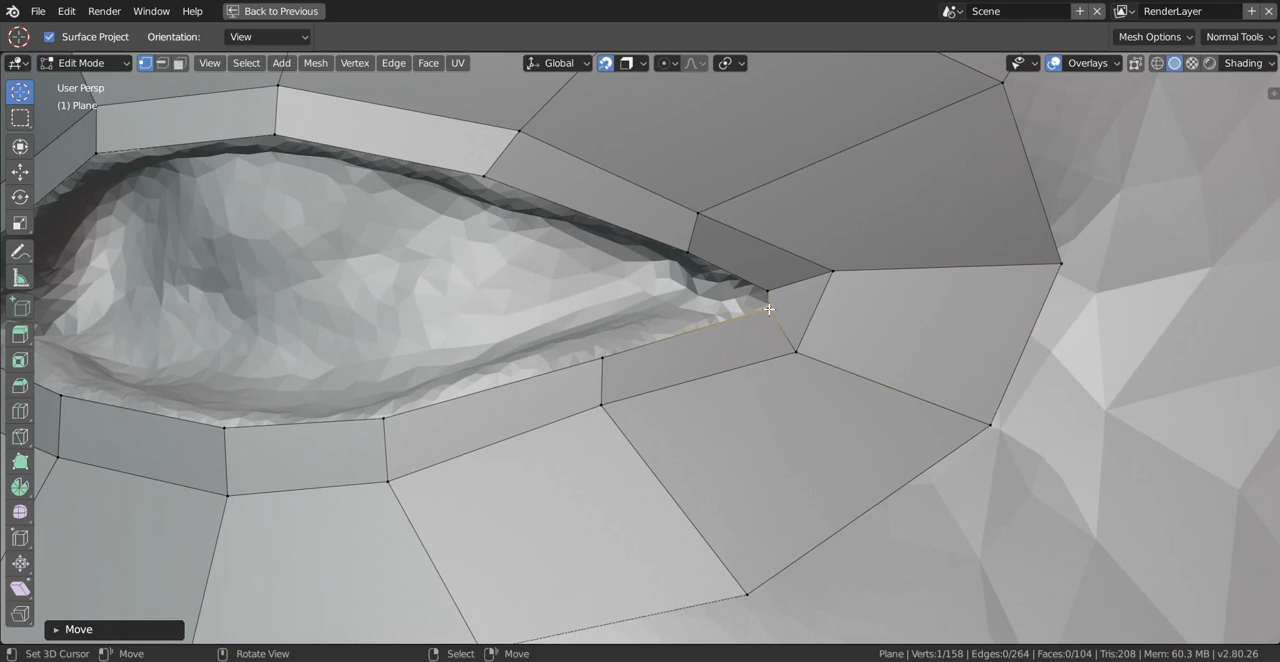 File Edit Render Window Help Back to Previous Scene RenderLayer
Surface Project Orientation: View Mesh Options Normal Tools
Edit Mode View Select Add Mesh Vertex Edge Face UV Global Overlays Shading
User Persp
(1) Plane
Move
Set 3D Cursor Move Rotate View Select Move Plane | Verts:1/158 | Edges:0/264 | Faces:0/104 | Tris:208 | Mem: 60.3 MB | v2.80.26